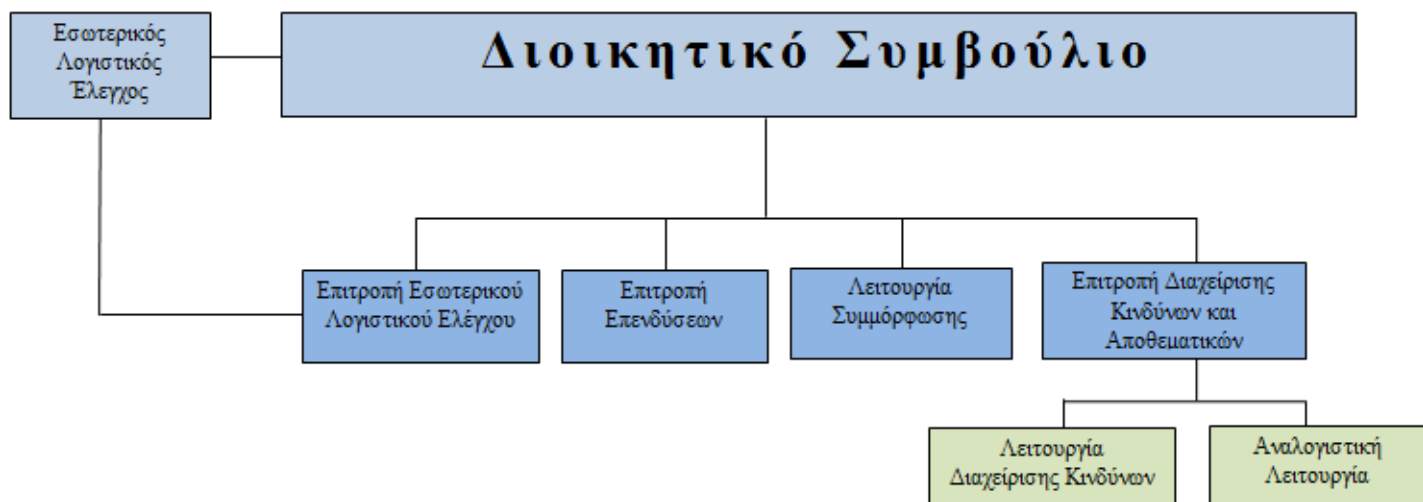 Εσωτερικός
Λογιστικός
Έλεγχος
Διοικητικό Συμβούλιο
Επιτροπή Εσωτερικού
Λογιστικού Ελέγχου
Επιτροπή
Επενδύσεων
Λειτουργία
Συμμόρφωσης
Επιτροπή Διαχείρισης
Κινδύνων και
Αποθεματικών
Λειτουργία
Διαχείρισης Κινδύνων
Αναλογιστική
Λειτουργία